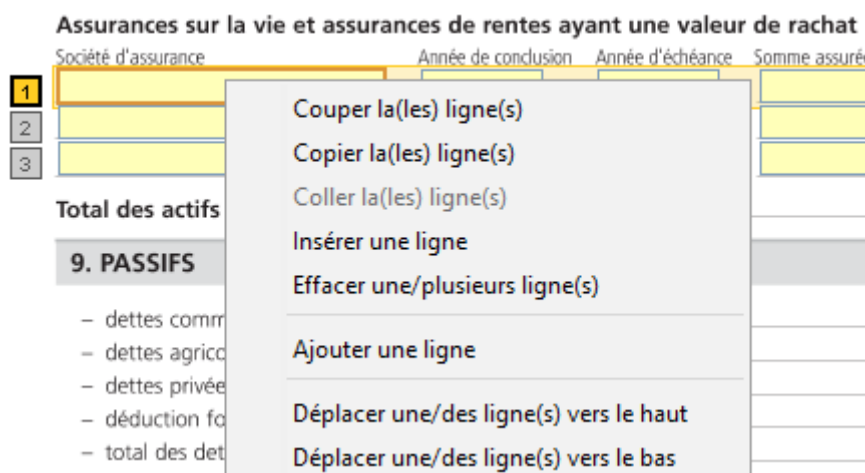 Assurances sur la vie et assurances de rentes ayant une valeur de rachat
Société d'assurance Année de conclusion Année d'échéance Somme assurée
1
2
3
Couper la(les) ligne(s)
Copier la(les) ligne(s)
Coller la(les) ligne(s)
Insérer une ligne
Effacer une/plusieurs ligne(s)
Ajouter une ligne
Déplacer une/des ligne(s) vers le haut
Déplacer une/des ligne(s) vers le bas
Total des actifs
9. PASSIFS
– dettes comm
– dettes agrico
– dettes privée
– déduction fo
– total des det